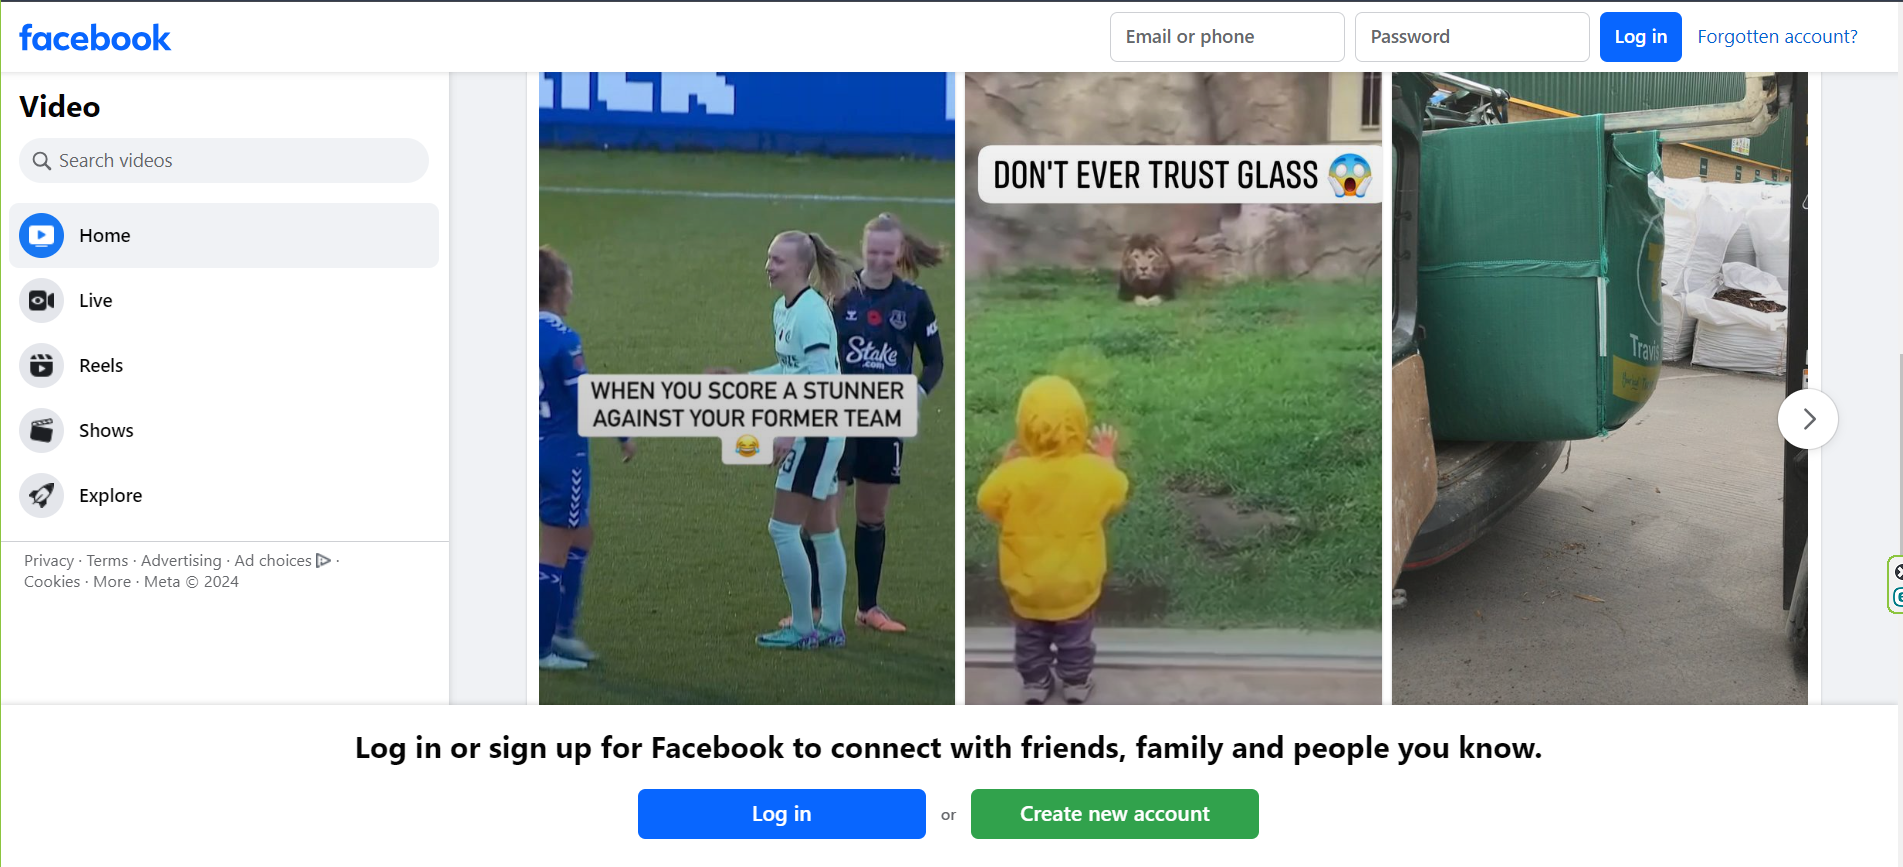 facebook
Email or phone
Password
Log in
Forgotten account?
Video
Search videos
Home
Live
Reels
Shows
Explore
Privacy · Terms · Advertising · Ad choices ·
Cookies · More · Meta © 2024
Stake
.com
1
WHEN YOU SCORE A STUNNER
AGAINST YOUR FORMER TEAM
😂
DON'T EVER TRUST GLASS 😱
Travis
Log in or sign up for Facebook to connect with friends, family and people you know.
Log in
or
Create new account